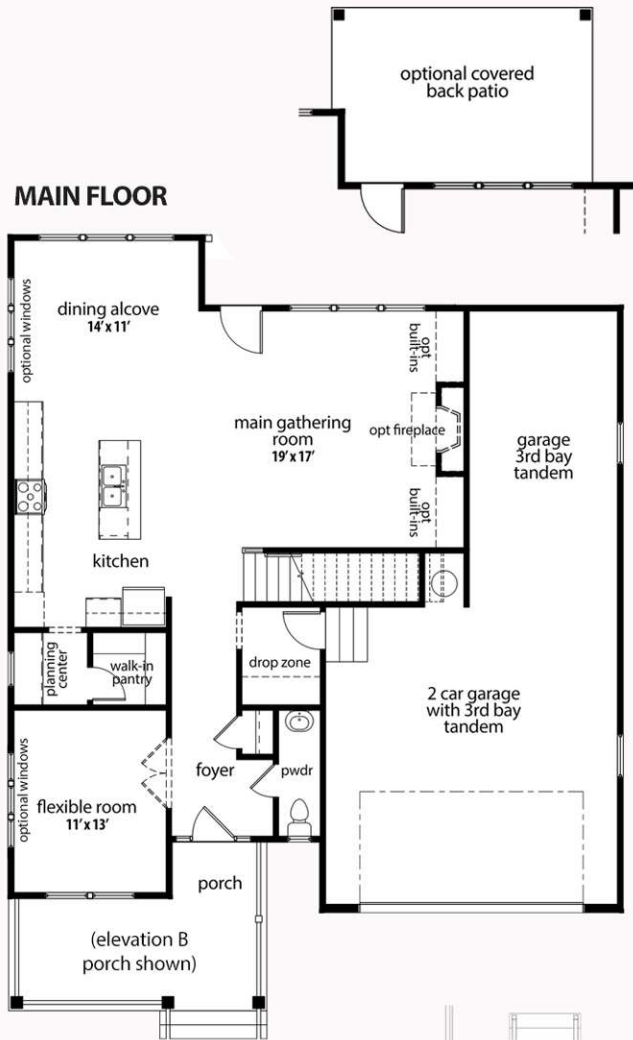 optional covered
back patio
MAIN FLOOR
optional windows
dining alcove
14' x 11'
opt
built-ins
main gathering
room
19' x 17'
opt fireplace
garage
3rd bay
tandem
opt
built-ins
kitchen
planning
center
walk-in
pantry
drop zone
2 car garage
with 3rd bay
tandem
optional windows
flexible room
11' x 13'
foyer
pwdr
porch
(elevation B
porch shown)